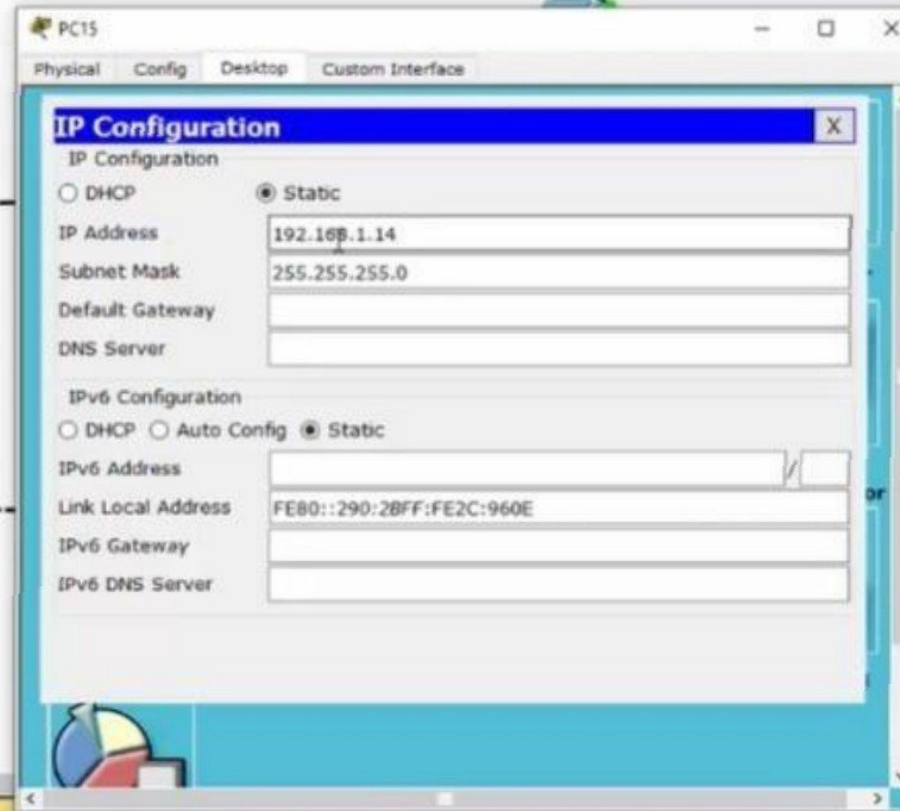 PC15
Physical Config Desktop Custom Interface
IP Configuration X
IP Configuration
DHCP Static
IP Address 192.168.1.14
Subnet Mask 255.255.255.0
Default Gateway
DNS Server
IPv6 Configuration
DHCP Auto Config Static
IPv6 Address /
Link Local Address FE80::290:2BFF:FE2C:960E
IPv6 Gateway
IPv6 DNS Server
or